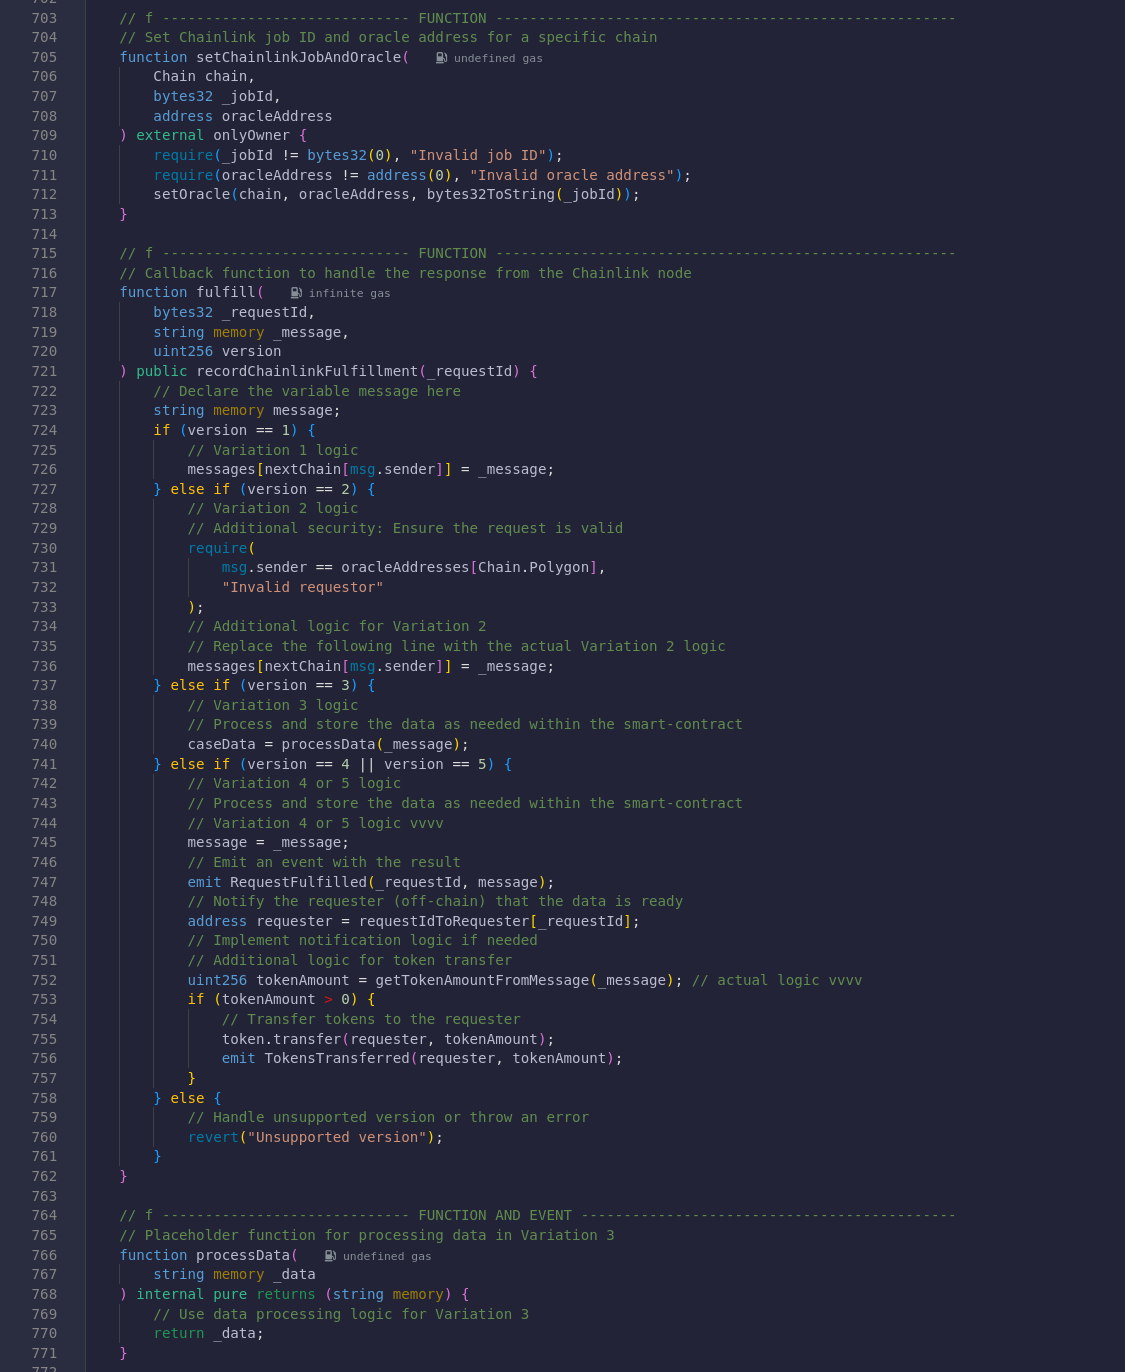 703 // f ----------------------------- FUNCTION ------------------------------------------------------
704 // Set Chainlink job ID and oracle address for a specific chain
705 function setChainlinkJobAndOracle( undefined gas
706 Chain chain,
707 bytes32 _jobId,
708 address oracleAddress
709 ) external onlyOwner {
710 require(_jobId != bytes32(0), "Invalid job ID");
711 require(oracleAddress != address(0), "Invalid oracle address");
712 setOracle(chain, oracleAddress, bytes32ToString(_jobId));
713 }
714
715 // f ----------------------------- FUNCTION ------------------------------------------------------
716 // Callback function to handle the response from the Chainlink node
717 function fulfill( infinite gas
718 bytes32 _requestId,
719 string memory _message,
720 uint256 version
721 ) public recordChainlinkFulfillment(_requestId) {
722 // Declare the variable message here
723 string memory message;
724 if (version == 1) {
725 // Variation 1 logic
726 messages[nextChain[msg.sender]] = _message;
727 } else if (version == 2) {
728 // Variation 2 logic
729 // Additional security: Ensure the request is valid
730 require(
731 msg.sender == oracleAddresses[Chain.Polygon],
732 "Invalid requestor"
733 );
734 // Additional logic for Variation 2
735 // Replace the following line with the actual Variation 2 logic
736 messages[nextChain[msg.sender]] = _message;
737 } else if (version == 3) {
738 // Variation 3 logic
739 // Process and store the data as needed within the smart-contract
740 caseData = processData(_message);
741 } else if (version == 4 || version == 5) {
742 // Variation 4 or 5 logic
743 // Process and store the data as needed within the smart-contract
744 // Variation 4 or 5 logic vvvv
745 message = _message;
746 // Emit an event with the result
747 emit RequestFulfilled(_requestId, message);
748 // Notify the requester (off-chain) that the data is ready
749 address requester = requestIdToRequester[_requestId];
750 // Implement notification logic if needed
751 // Additional logic for token transfer
752 uint256 tokenAmount = getTokenAmountFromMessage(_message); // actual logic vvvv
753 if (tokenAmount > 0) {
754 // Transfer tokens to the requester
755 token.transfer(requester, tokenAmount);
756 emit TokensTransferred(requester, tokenAmount);
757 }
758 } else {
759 // Handle unsupported version or throw an error
760 revert("Unsupported version");
761 }
762 }
763
764 // f ----------------------------- FUNCTION AND EVENT --------------------------------------------
765 // Placeholder function for processing data in Variation 3
766 function processData( undefined gas
767 string memory _data
768 ) internal pure returns (string memory) {
769 // Use data processing logic for Variation 3
770 return _data;
771 }